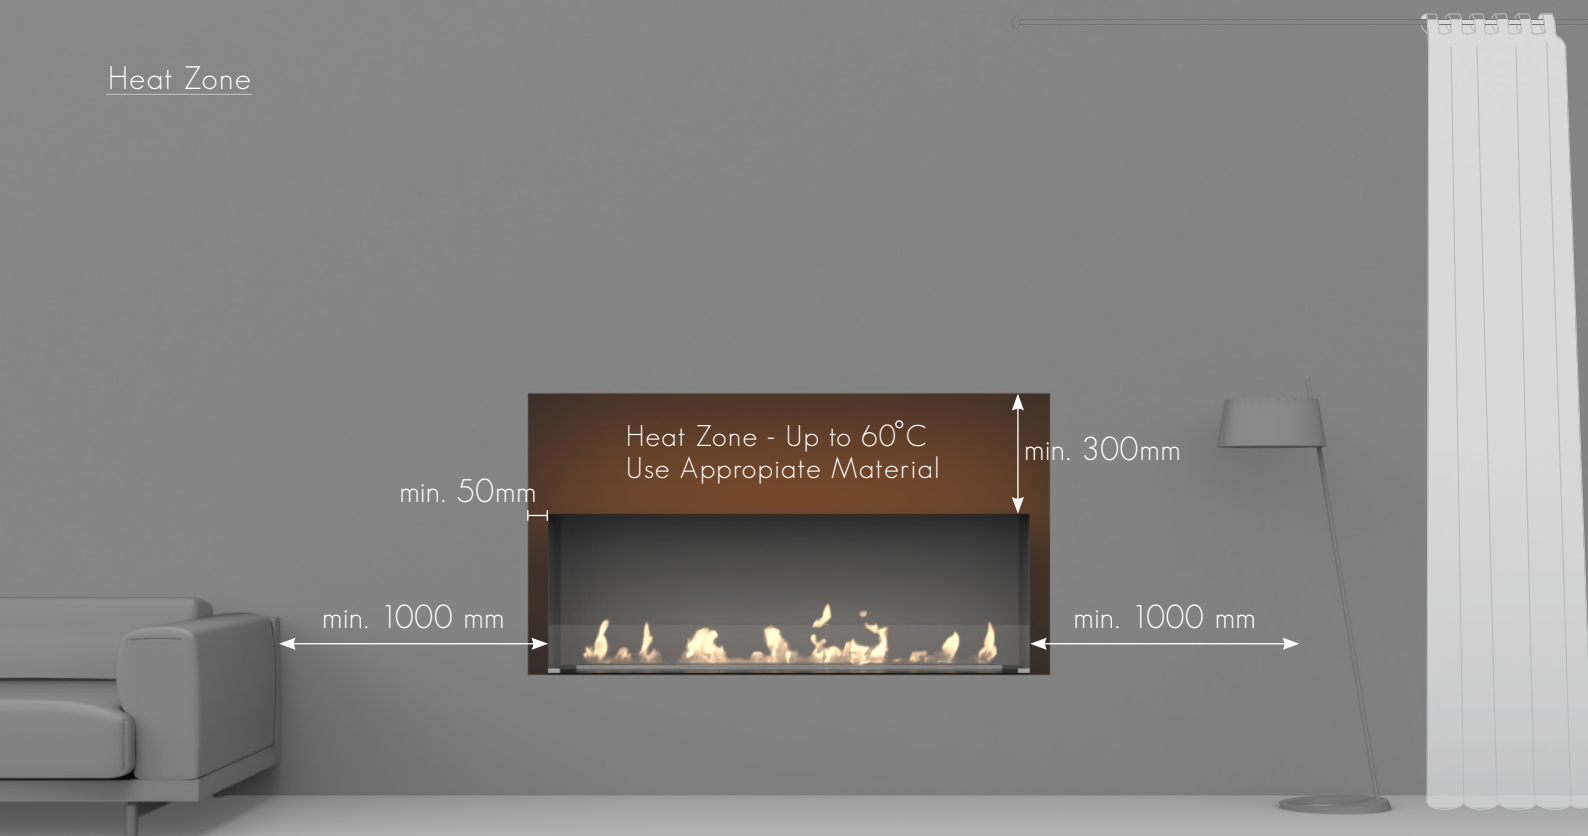 Heat Zone
Heat Zone - Up to 60°C
Use Appropiate Material
min. 300mm
min. 50mm
min. 1000 mm
min. 1000 mm